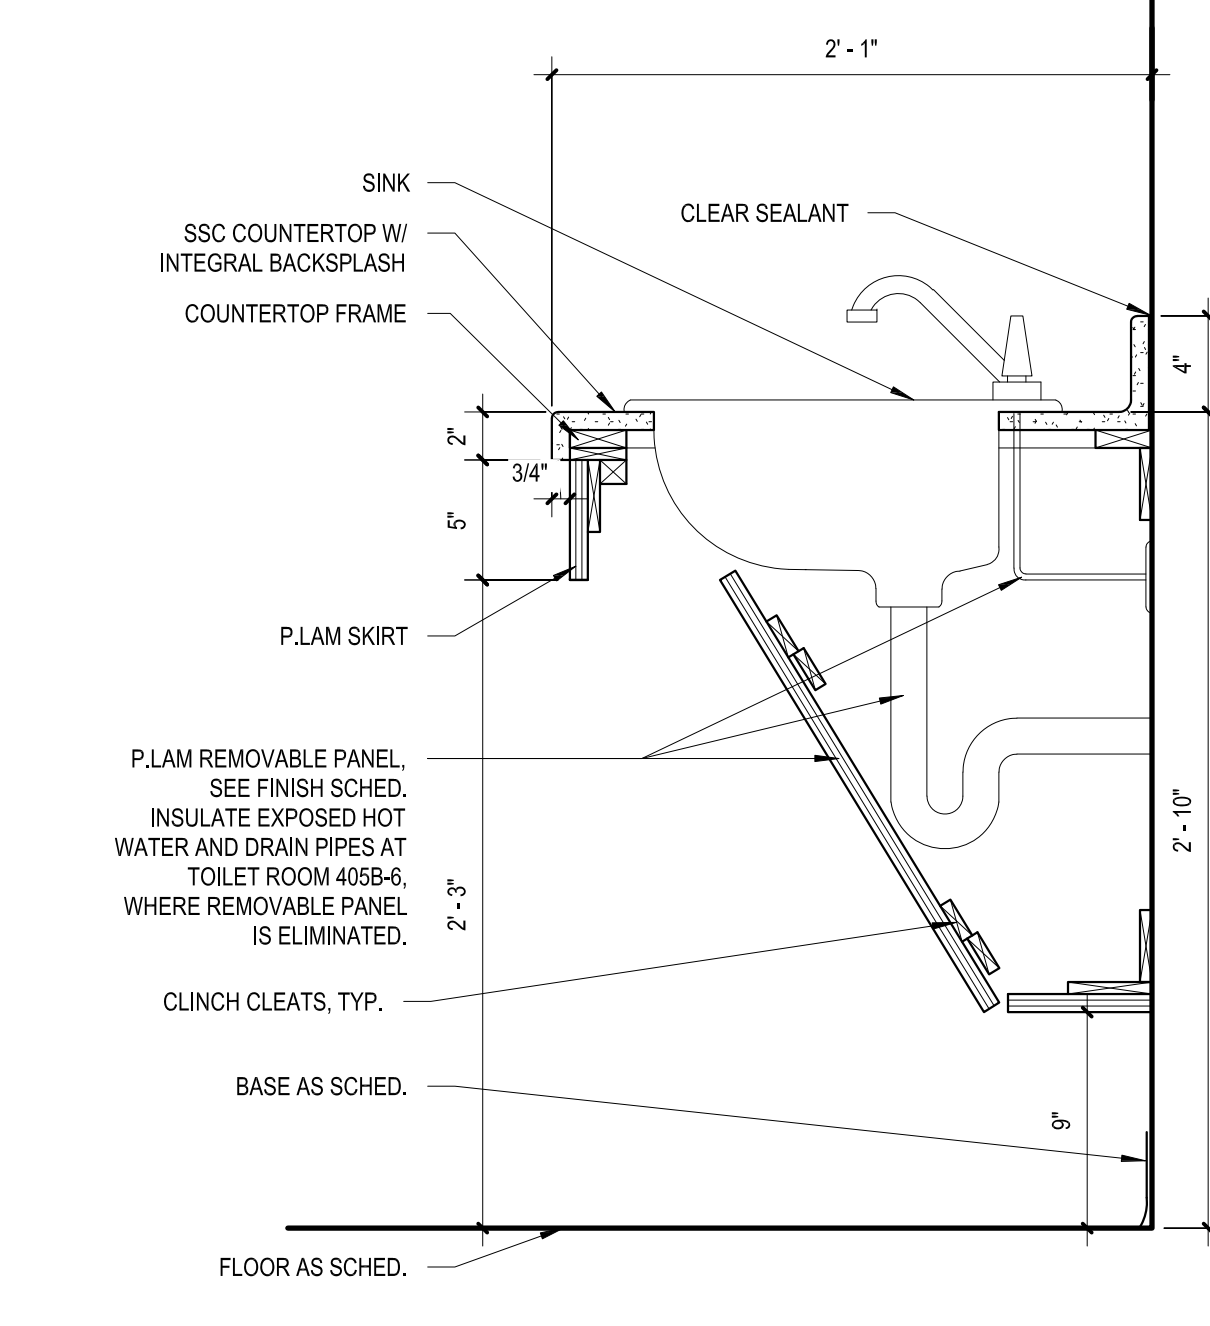 2' - 1"
SINK
CLEAR SEALANT
SSC COUNTERTOP W/
INTEGRAL BACKSPLASH
COUNTERTOP FRAME
4"
2"
3/4"
5"
P.LAM SKIRT
P.LAM REMOVABLE PANEL,
SEE FINISH SCHED.
INSULATE EXPOSED HOT
WATER AND DRAIN PIPES AT
TOILET ROOM 405B-6,
WHERE REMOVABLE PANEL
IS ELIMINATED.
2' - 3"
2' - 10"
CLINCH CLEATS, TYP.
BASE AS SCHED.
9"
FLOOR AS SCHED.